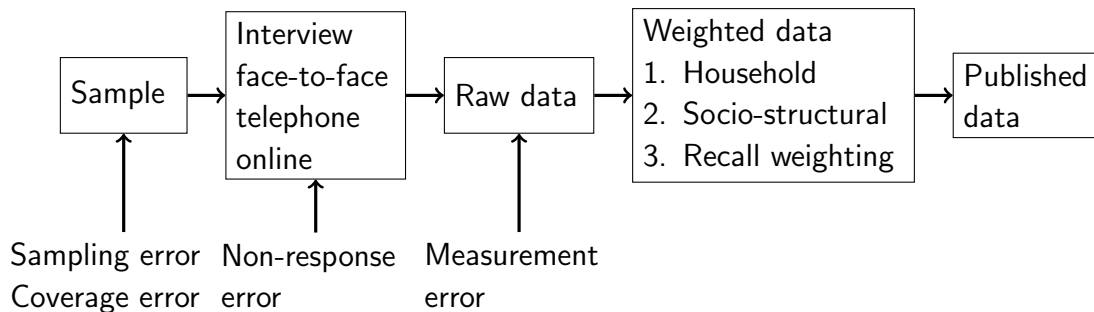 Sample
Interview
face-to-face
telephone
online
Raw data
Weighted data
1. Household
2. Socio-structural
3. Recall weighting
Published
data
Sampling error
Coverage error
Non-response
error
Measurement
error